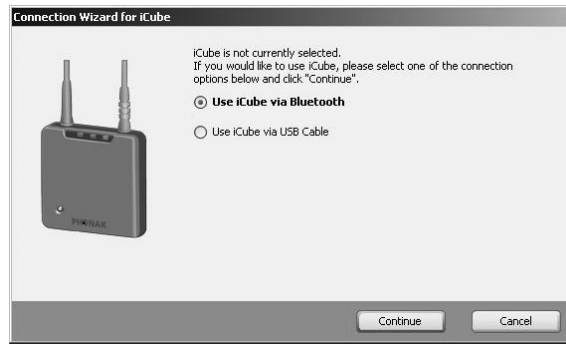 Connection Wizard for iCube
iCube is not currently selected.
If you would like to use iCube, please select one of the connection
options below and click "Continue".
Use iCube via Bluetooth
Use iCube via USB Cable
PHONAK
Continue
Cancel